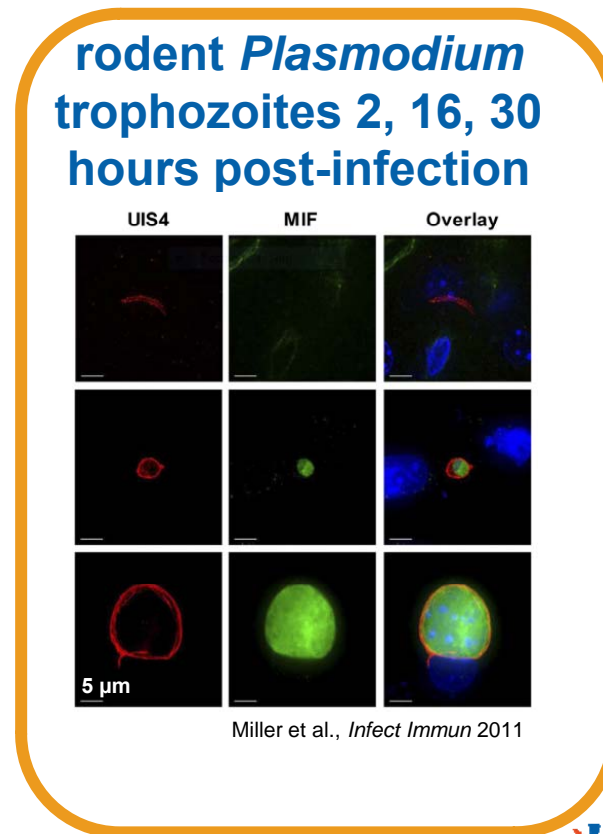 rodent Plasmodium
trophozoites 2, 16, 30
hours post-infection
UIS4 MIF Overlay
5 µm
Miller et al., Infect Immun 2011